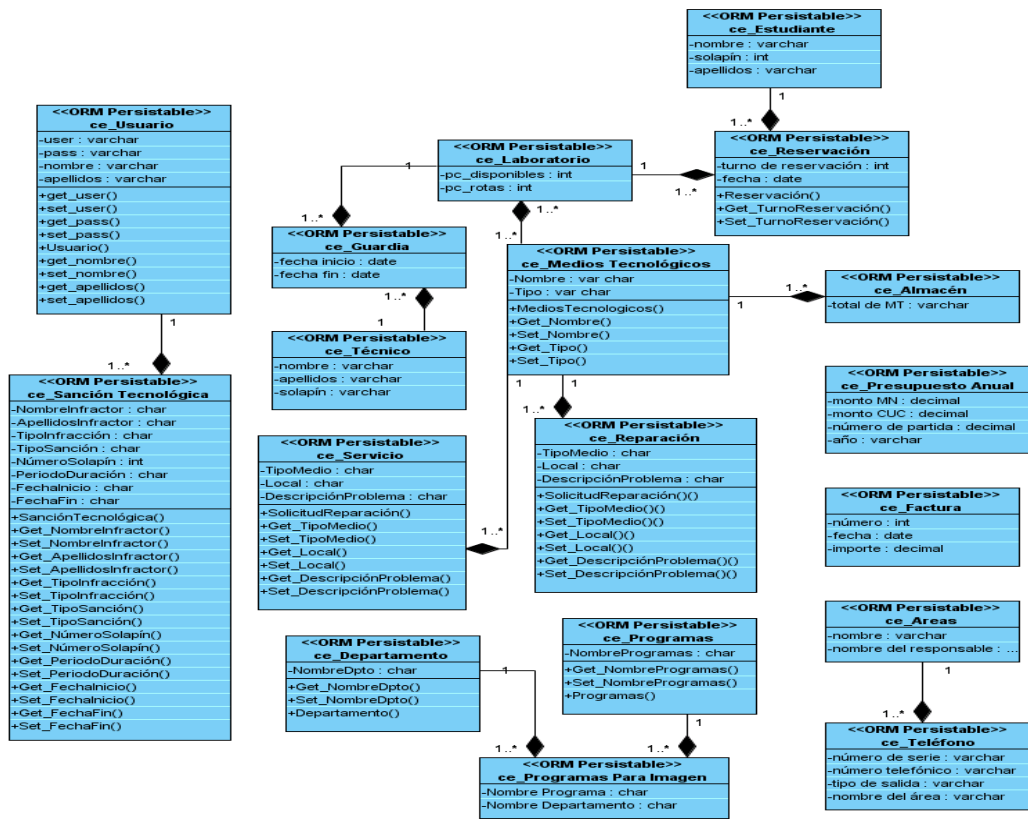 <<ORM Persistable>>
ce_Estudiante
-nombre : varchar
-solapín : int
-apellidos : varchar
1
1..*
<<ORM Persistable>>
ce_Usuario
-user : varchar
-pass : varchar
-nombre : varchar
-apellidos : varchar
+get_user()
+set_user()
+get_pass()
+set_pass()
+Usuario()
+get_nombre()
+set_nombre()
+get_apellidos()
+set_apellidos()
1
1..*
<<ORM Persistable>>
ce_Laboratorio
-pc_disponibles : int
-pc_rotas : int
1
1..*
1
1..*
1..*
<<ORM Persistable>>
ce_Reservación
-turno de reservación : int
-fecha : date
+Reservación()
+Get_TurnoReservación()
+Set_TurnoReservación()
<<ORM Persistable>>
ce_Guardia
-fecha inicio : date
-fecha fin : date
1..*
1
<<ORM Persistable>>
ce_Medios Tecnológicos
-Nombre : var char
-Tipo : var char
+MediosTecnologicos()
+Get_Nombre()
+Set_Nombre()
+Get_Tipo()
+Set_Tipo()
1
1..*
1
1
<<ORM Persistable>>
ce_Almacén
-total de MT : varchar
<<ORM Persistable>>
ce_Técnico
-nombre : varchar
-apellidos : varchar
-solapín : varchar
<<ORM Persistable>>
ce_Sanción Tecnológica
-NombreInfractor : char
-ApellidosInfractor : char
-TipoInfracción : char
-TipoSanción : char
-NúmeroSolapín : int
-PeriodoDuración : char
-FechaInicio : char
-FechaFin : char
+SanciónTecnológica()
+Get_NombreInfractor()
+Set_NombreInfractor()
+Get_ApellidosInfractor()
+Set_ApellidosInfractor()
+Get_TipoInfracción()
+Set_TipoInfracción()
+Get_TipoSanción()
+Set_TipoSanción()
+Get_NúmeroSolapín()
+Set_NúmeroSolapín()
+Get_PeriodoDuración()
+Set_PeriodoDuración()
+Get_FechaInicio()
+Set_FechaInicio()
+Get_FechaFin()
+Set_FechaFin()
<<ORM Persistable>>
ce_Presupuesto Anual
-monto MN : decimal
-monto CUC : decimal
-número de partida : decimal
-año : varchar
1..*
<<ORM Persistable>>
ce_Reparación
-TipoMedio : char
-Local : char
-DescripciónProblema : char
+SolicitudReparación()()
+Get_TipoMedio()()
+Set_TipoMedio()()
+Get_Local()()
+Set_Local()()
+Get_DescripciónProblema()()
+Set_DescripciónProblema()()
<<ORM Persistable>>
ce_Servicio
-TipoMedio : char
-Local : char
-DescripciónProblema : char
+SolicitudReparación()
+Get_TipoMedio()
+Set_TipoMedio()
+Get_Local()
+Set_Local()
+Get_DescripciónProblema()
+Set_DescripciónProblema()
1..*
<<ORM Persistable>>
ce_Factura
-número : int
-fecha : date
-importe : decimal
<<ORM Persistable>>
ce_Areas
-nombre : varchar
-nombre del responsable : ...
1
1..*
<<ORM Persistable>>
ce_Programas
-NombreProgramas : char
+Get_NombreProgramas()
+Set_NombreProgramas()
+Programas()
1
1..*
<<ORM Persistable>>
ce_Departamento
-NombreDpto : char
+Get_NombreDpto()
+Set_NombreDpto()
+Departamento()
1
1..*
<<ORM Persistable>>
ce_Teléfono
-número de serie : varchar
-número telefónico : varchar
-tipo de salida : varchar
-nombre del área : varchar
<<ORM Persistable>>
ce_Programas Para Imagen
-Nombre Programa : char
-Nombre Departamento : char